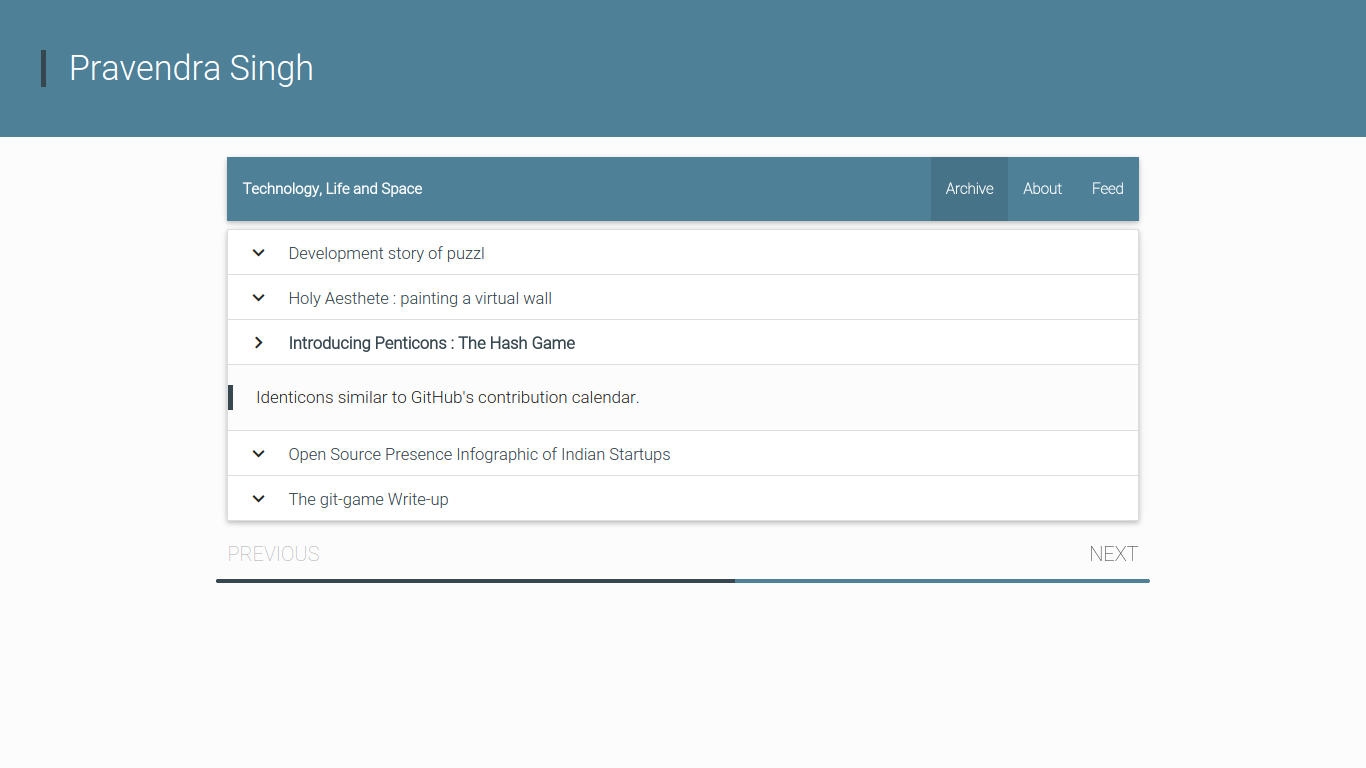 Pravendra Singh
Technology, Life and Space
Archive
About
Feed
Development story of puzzl
Holy Aesthete : painting a virtual wall
Introducing Penticons : The Hash Game
Identicons similar to GitHub's contribution calendar.
Open Source Presence Infographic of Indian Startups
The git-game Write-up
PREVIOUS
NEXT